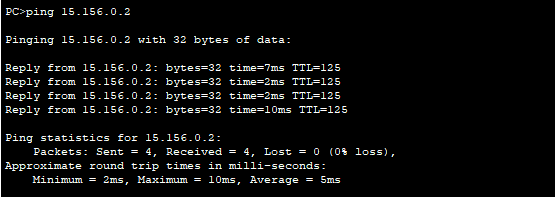 PC>ping 15.156.0.2
Pinging 15.156.0.2 with 32 bytes of data:
Reply from 15.156.0.2: bytes=32 time=7ms TTL=125
Reply from 15.156.0.2: bytes=32 time=2ms TTL=125
Reply from 15.156.0.2: bytes=32 time=2ms TTL=125
Reply from 15.156.0.2: bytes=32 time=10ms TTL=125
Ping statistics for 15.156.0.2:
Packets: Sent = 4, Received = 4, Lost = 0 (0% loss),
Approximate round trip times in milli-seconds:
Minimum = 2ms, Maximum = 10ms, Average = 5ms